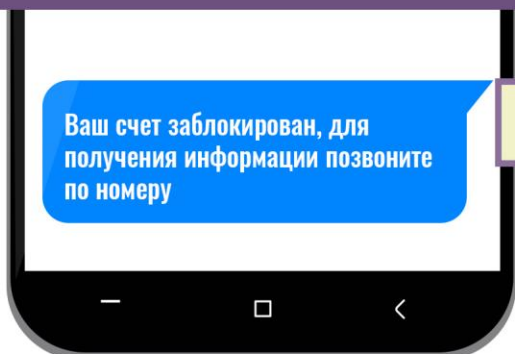 Ваш счет заблокирован, для
получения информации позвоните
по номеру